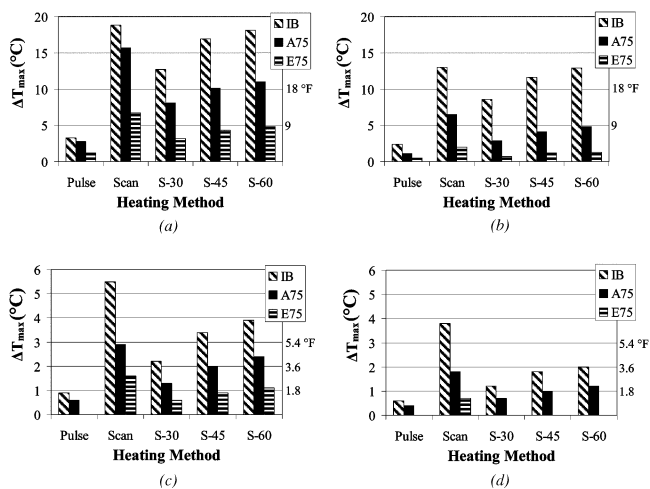 20
15
10
5
0
ΔTmax(°C)
IB
A75
E75
18 °F
9
Pulse Scan S-30 S-45 S-60
Heating Method
(a)
20
15
10
5
0
ΔTmax(°C)
IB
A75
E75
18 °F
9
Pulse Scan S-30 S-45 S-60
Heating Method
(b)
6
5
4
3
2
1
0
ΔTmax(°C)
IB
A75
E75
5.4 °F
3.6
1.8
Pulse Scan S-30 S-45 S-60
Heating Method
(c)
6
5
4
3
2
1
0
ΔTmax(°C)
IB
A75
E75
5.4 °F
3.6
1.8
Pulse Scan S-30 S-45 S-60
Heating Method
(d)